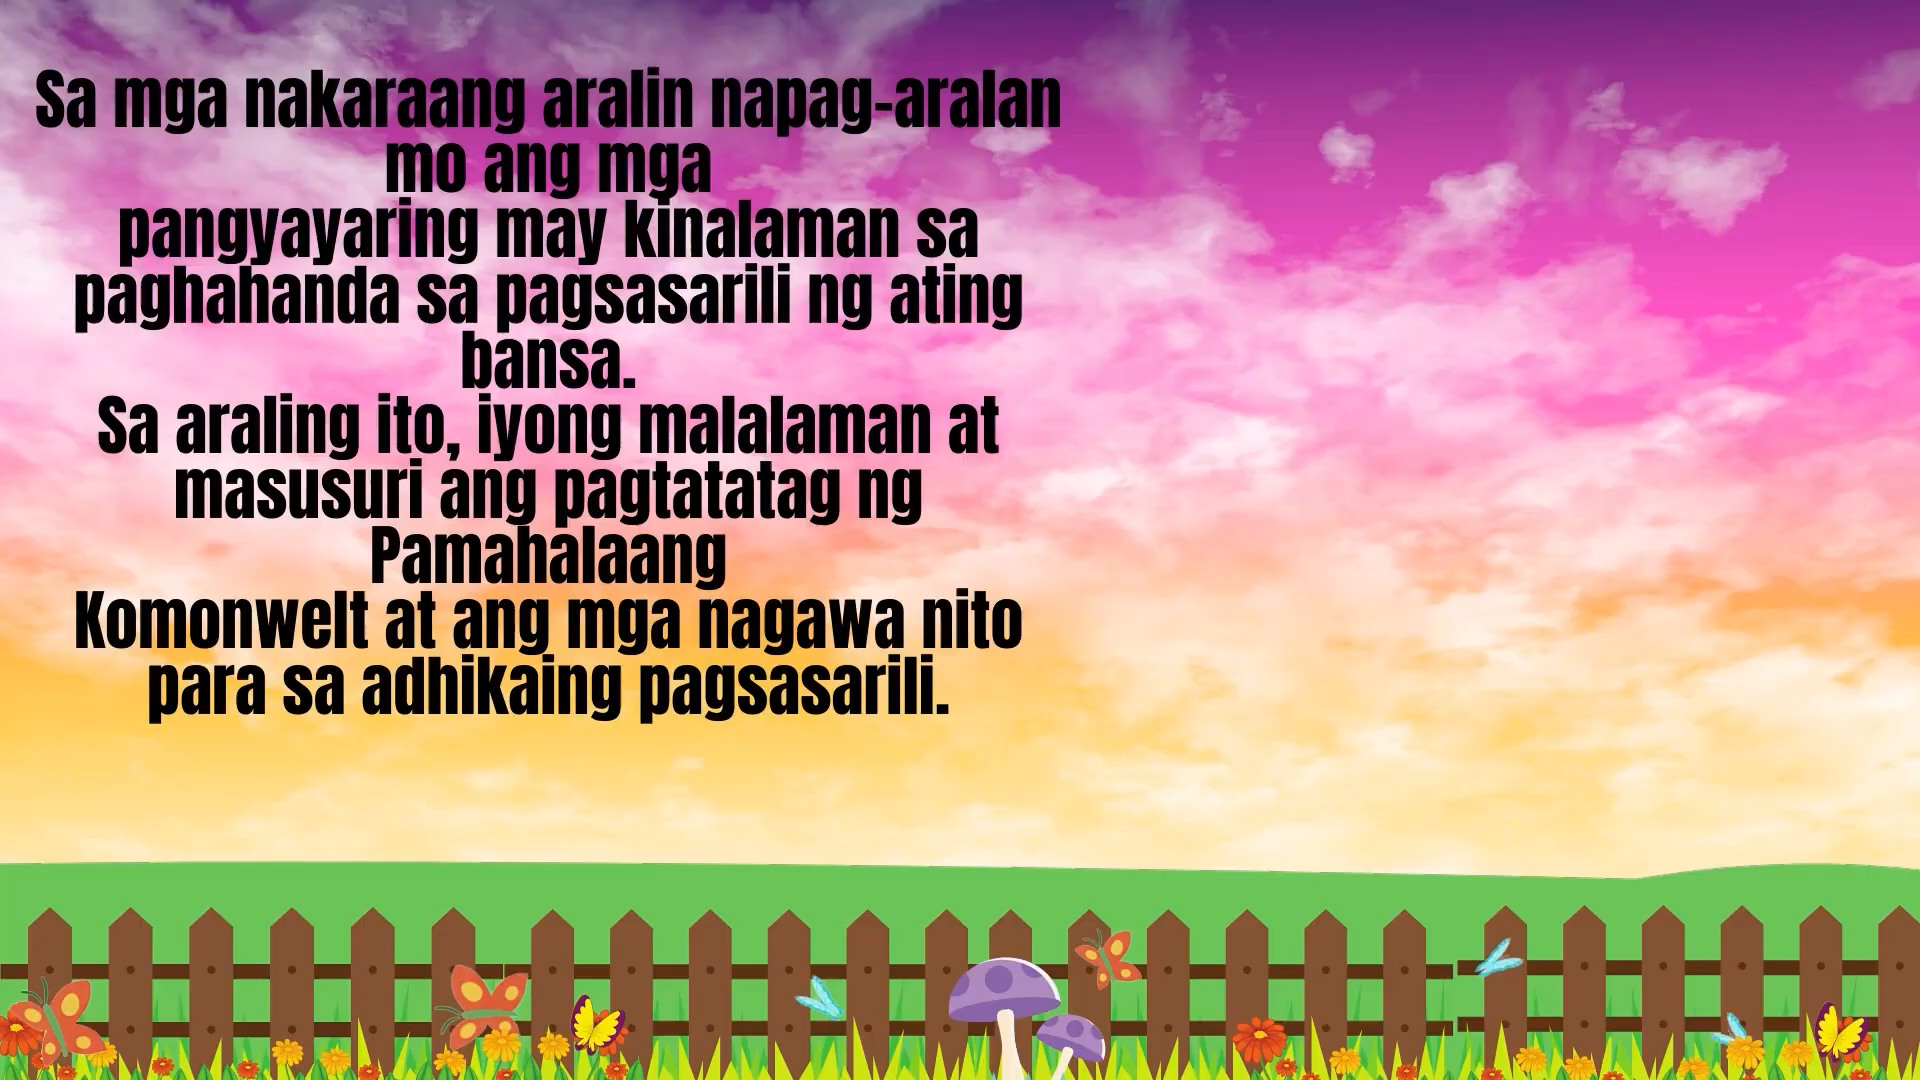 Sa mga nakaraang aralin napag-aralan
mo ang mga
pangyayaring may kinalaman sa
paghahanda sa pagsasarili ng ating
bansa.
Sa araling ito, iyong malalaman at
masusuri ang pagtatatag ng
Pamahalaang
Komonwelt at ang mga nagawa nito
para sa adhikaing pagsasarili.